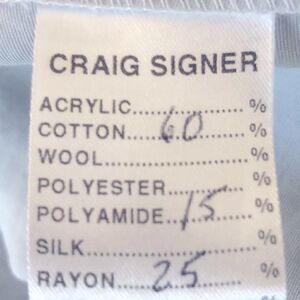 CRAIG SIGNER
ACRYLIC..................%
COTTON......60......%
WOOL.....................%
POLYESTER..............%
POLYAMIDE...15.......%
SILK......................%
RAYON.....25..........%